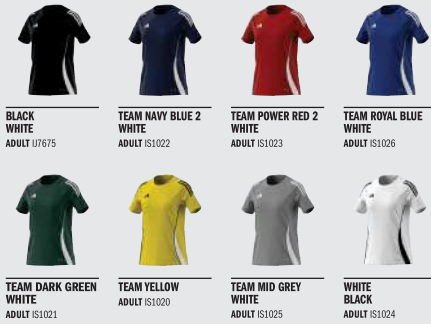 BLACK
WHITE
ADULT IJ7675
TEAM NAVY BLUE 2
WHITE
ADULT IS1022
TEAM POWER RED 2
WHITE
ADULT IS1023
TEAM ROYAL BLUE
WHITE
ADULT IS1026
TEAM DARK GREEN
WHITE
ADULT IS1021
TEAM YELLOW
ADULT IS1020
TEAM MID GREY
WHITE
ADULT IS1025
WHITE
BLACK
ADULT IS1024